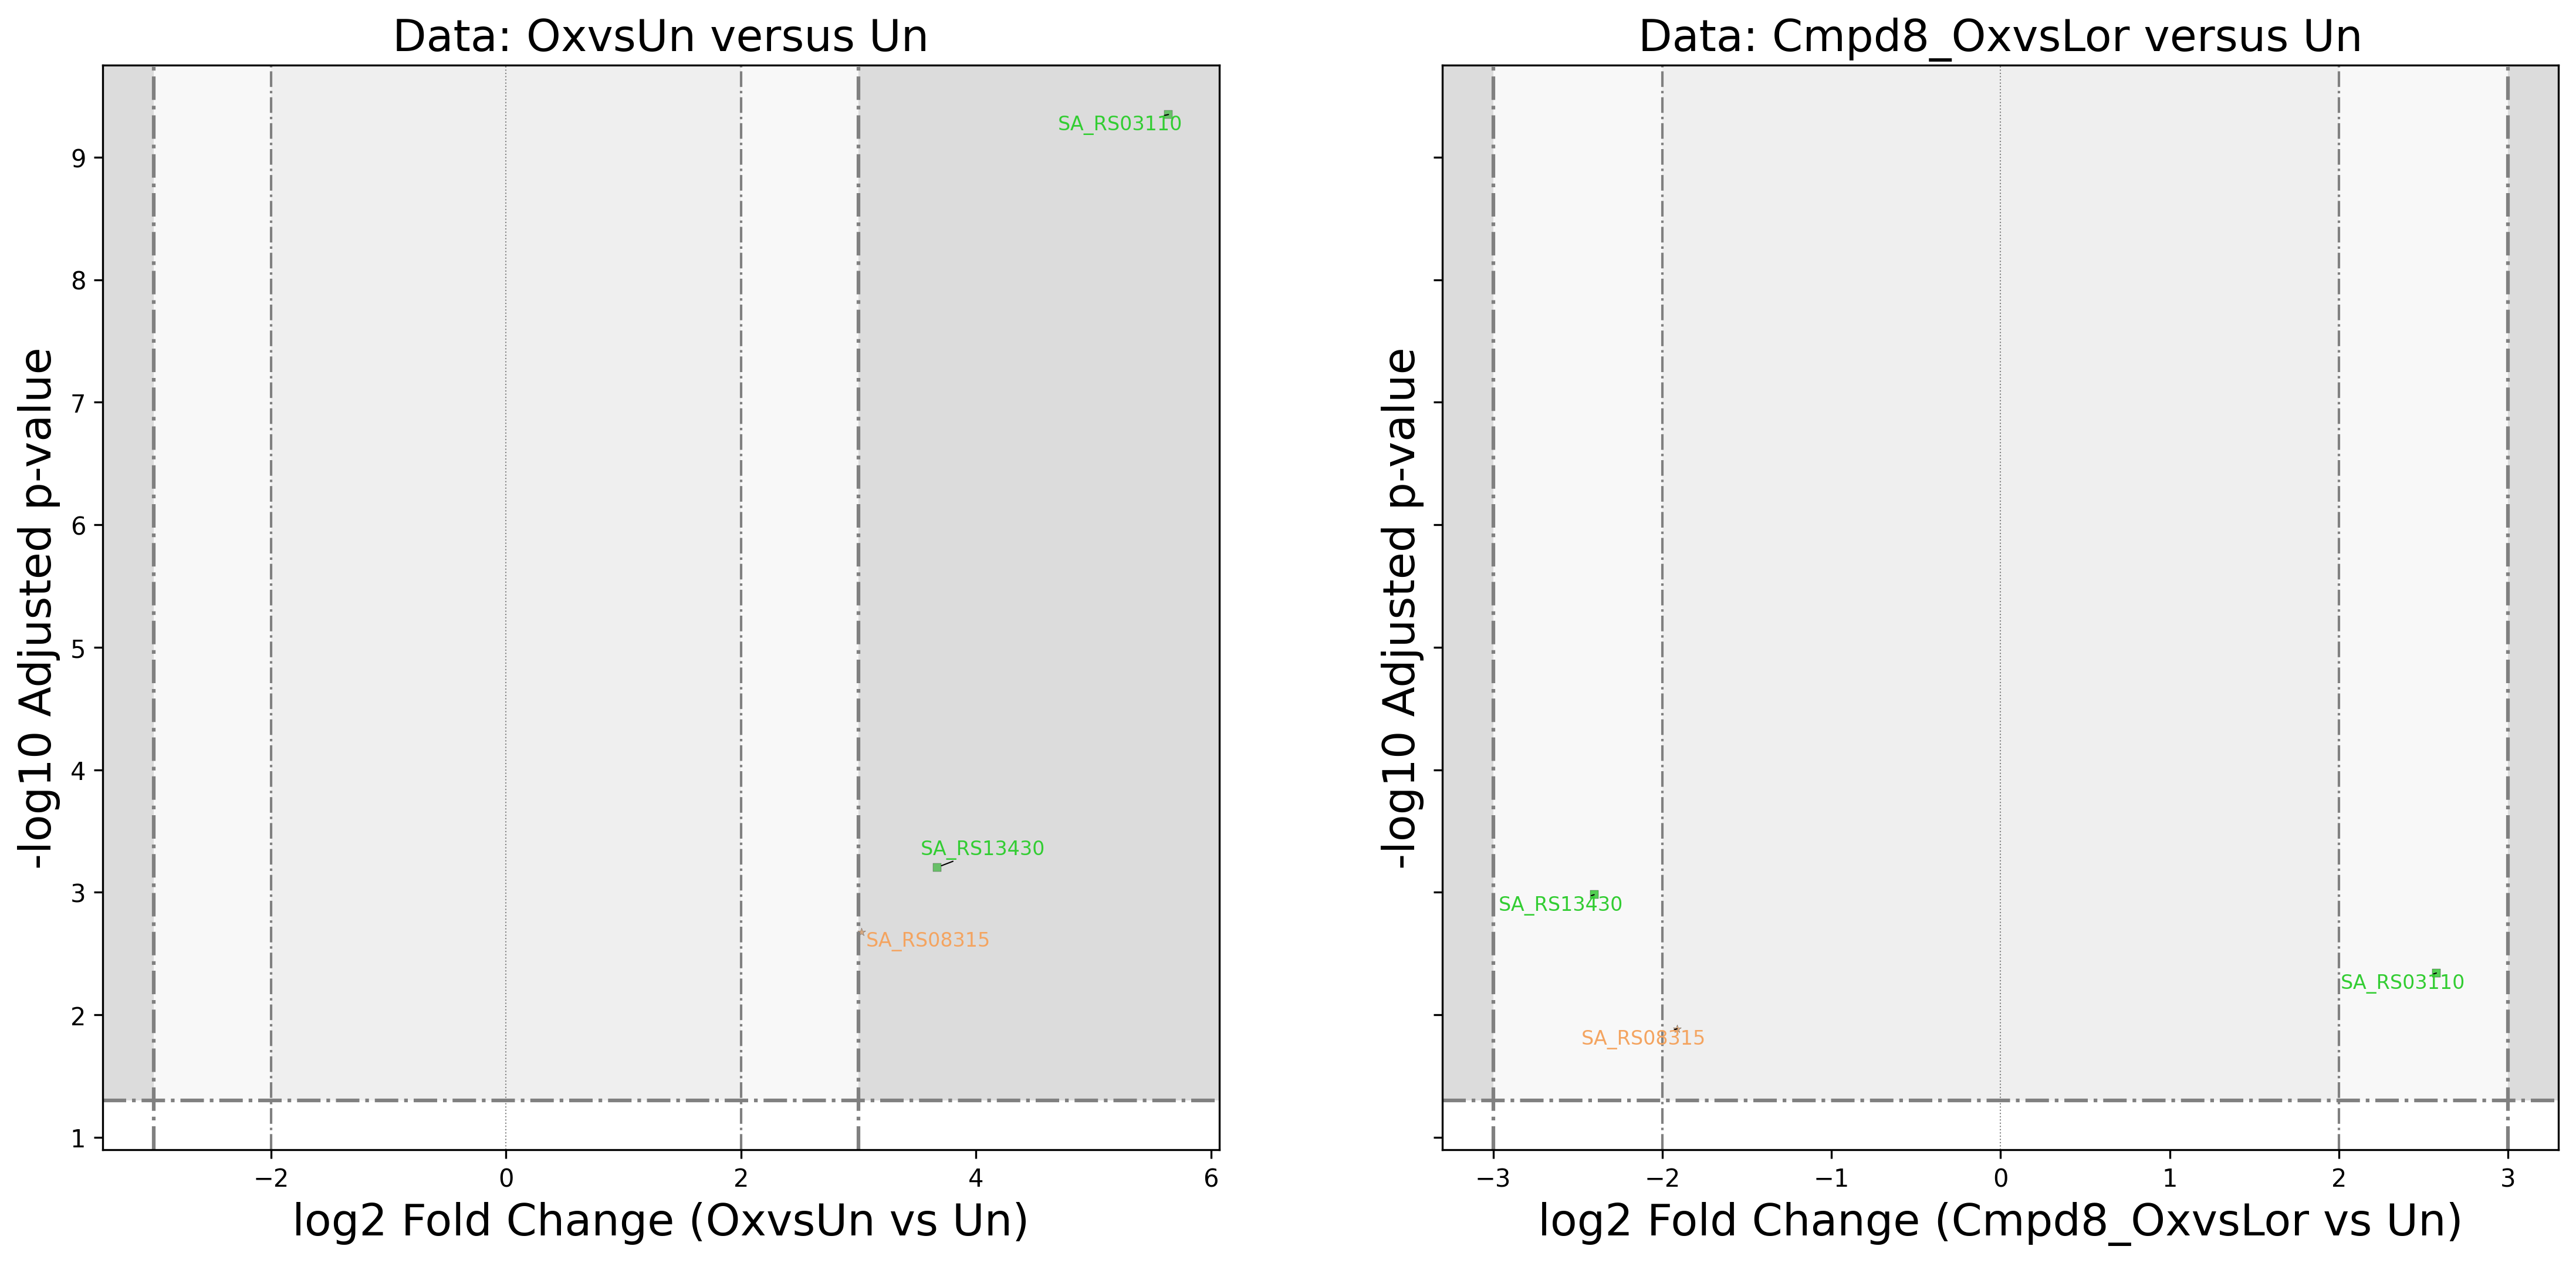 Data: OxvsUn versus Un
-log10 Adjusted p-value
9
8
7
6
5
4
3
2
1
SA_RS03110
SA_RS13430
SA_RS08315
−2
0
2
4
6
log2 Fold Change (OxvsUn vs Un)
Data: Cmpd8_OxvsLor versus Un
-log10 Adjusted p-value
SA_RS13430
SA_RS03110
SA_RS08315
−3
−2
−1
0
1
2
3
log2 Fold Change (Cmpd8_OxvsLor vs Un)